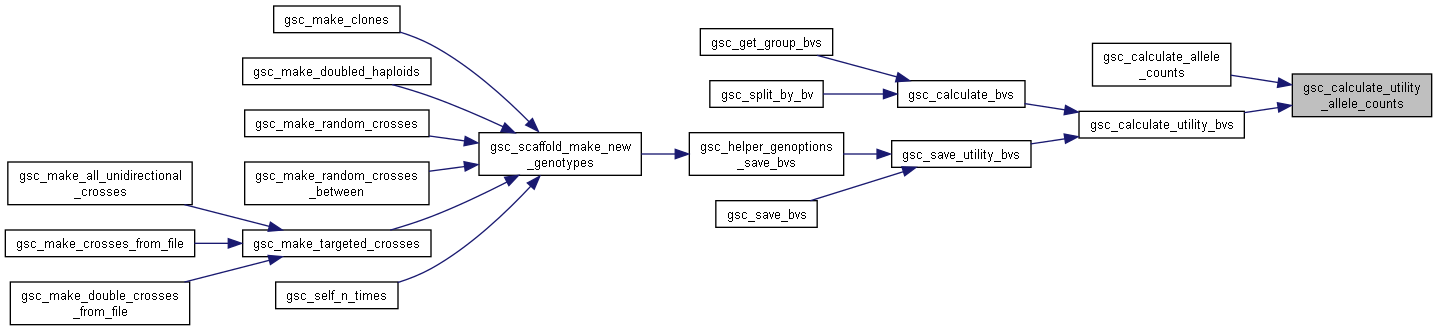 gsc_make_clones
gsc_make_doubled_haploids
gsc_make_random_crosses
gsc_make_random_crosses
_between
gsc_make_all_unidirectional
_crosses
gsc_make_crosses_from_file
gsc_make_double_crosses
_from_file
gsc_make_targeted_crosses
gsc_self_n_times
gsc_scaffold_make_new
_genotypes
gsc_get_group_bvs
gsc_split_by_bv
gsc_helper_genoptions
_save_bvs
gsc_save_bvs
gsc_calculate_bvs
gsc_save_utility_bvs
gsc_calculate_allele
_counts
gsc_calculate_utility_bvs
gsc_calculate_utility
_allele_counts